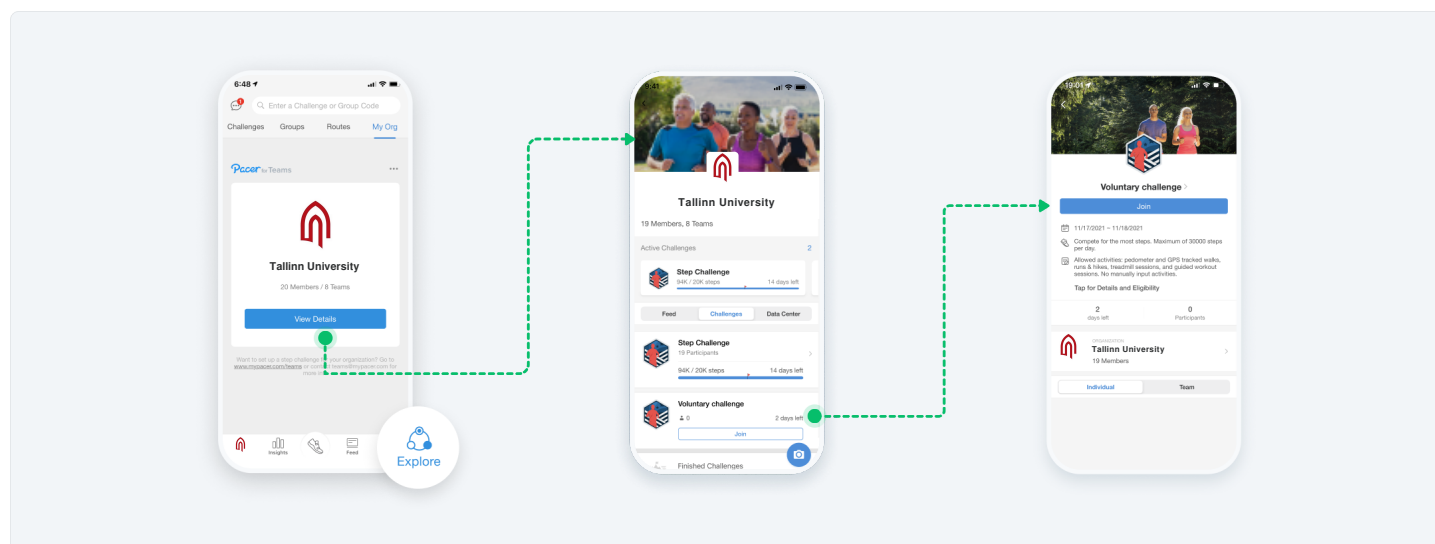 6:48
1
Enter a Challenge or Group Code
Challenges Groups Routes My Org
Pacer for Teams
Tallinn University
20 Members / 8 Teams
View Details
Want to set up a step challenge for your organization? Go to
www.mypacer.com/teams or contact teams@mypacer.com for
more in
Insights Feed
Explore
9:41
Tallinn University
19 Members, 8 Teams
Active Challenges 2
Step Challenge
94K / 20K steps 14 days left
Feed Challenges Data Center
Step Challenge
19 Participants
94K / 20K steps 14 days left
Voluntary challenge
0 2 days left
Join
Finished Challenges
19:01
Voluntary challenge
Join
11/17/2021 – 11/18/2021
Compete for the most steps. Maximum of 30000 steps
per day.
Allowed activities: pedometer and GPS tracked walks,
runs & hikes, treadmill sessions, and guided workout
sessions. No manually input activities.
Tap for Details and Eligibility
2 0
days left Participants
ORGANIZATION
Tallinn University
19 Members
Individual Team